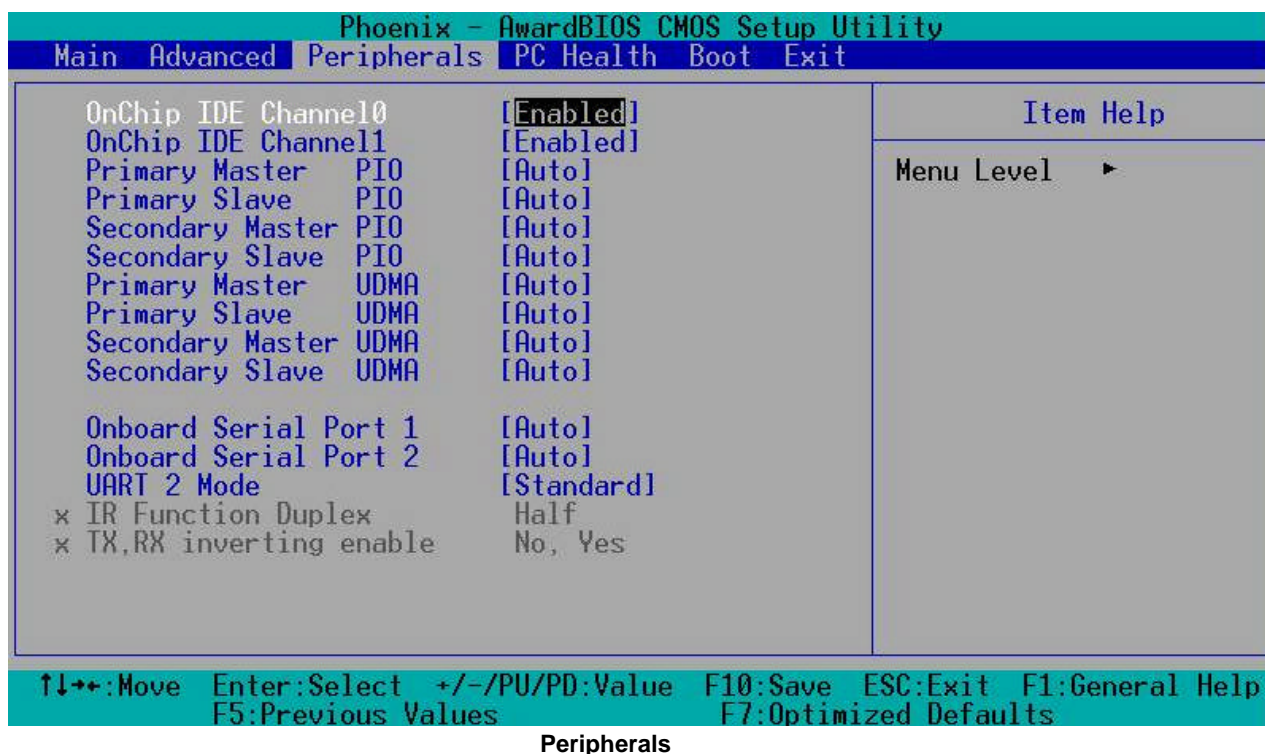 Phoenix - AwardBIOS CMOS Setup Utility
Main Advanced Peripherals PC Health Boot Exit
OnChip IDE Channel0 [Enabled]
OnChip IDE Channel1 [Enabled]
Primary Master PIO [Auto]
Primary Slave PIO [Auto]
Secondary Master PIO [Auto]
Secondary Slave PIO [Auto]
Primary Master UDMA [Auto]
Primary Slave UDMA [Auto]
Secondary Master UDMA [Auto]
Secondary Slave UDMA [Auto]
Onboard Serial Port 1 [Auto]
Onboard Serial Port 2 [Auto]
UART 2 Mode [Standard]
x IR Function Duplex Half
x TX,RX inverting enable No, Yes
Item Help
Menu Level ►
↑↓→←:Move Enter:Select +/-/PU/PD:Value F10:Save ESC:Exit F1:General Help
F5:Previous Values F7:Optimized Defaults
Peripherals